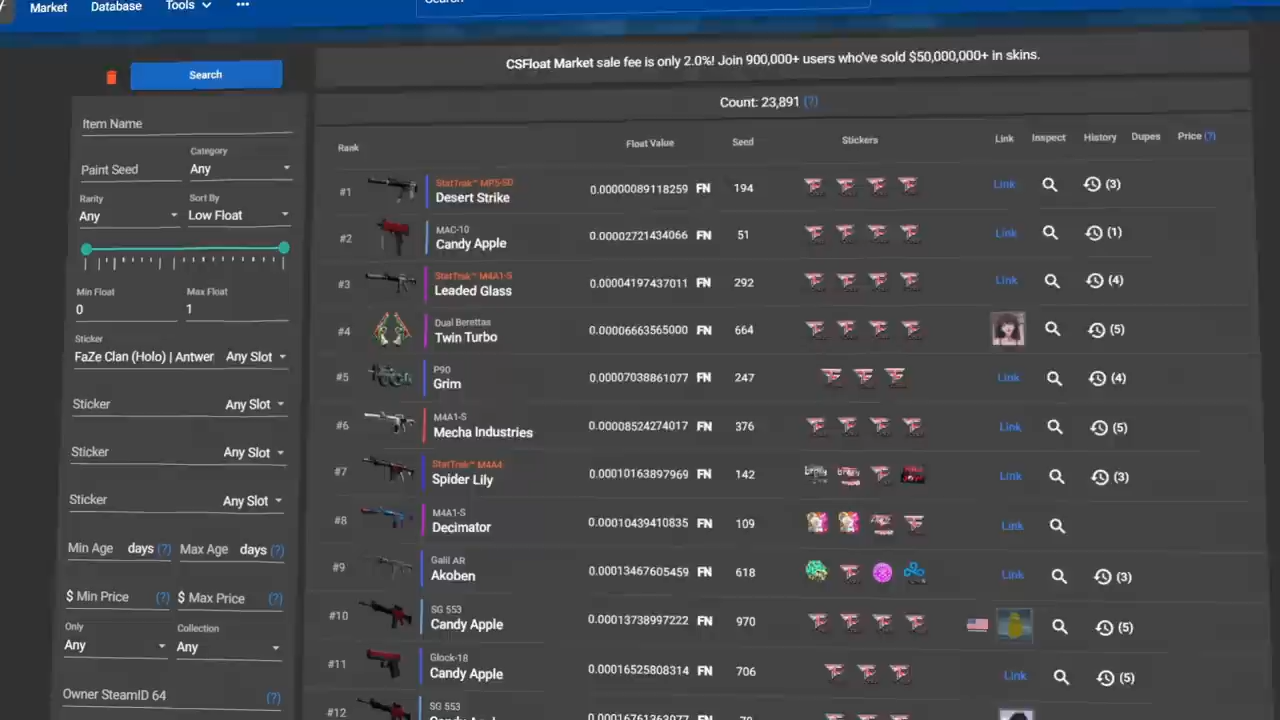 Market Database Tools •••
Search
Search
CSFloat Market sale fee is only 2.0%! Join 900,000+ users who've sold $50,000,000+ in skins.
Count: 23,891 (?)
Item Name
Paint Seed
Category
Any
Rarity
Any
Sort By
Low Float
Min Float
0
Max Float
1
Sticker
FaZe Clan (Holo) | Antwer Any Slot
Sticker Any Slot
Sticker Any Slot
Sticker Any Slot
Min Age days (?) Max Age days (?)
$ Min Price (?) $ Max Price (?)
Only
Any
Collection
Any
Owner SteamID 64 (?)
Rank Float Value Seed Stickers Link Inspect History Dupes Price (?)
#1 StatTrak™ MP5-SD
Desert Strike 0.00000089118259 FN 194 Link (3)
#2 MAC-10
Candy Apple 0.00002721434066 FN 51 Link (1)
#3 StatTrak™ M4A1-S
Leaded Glass 0.00004197437011 FN 292 Link (4)
#4 Dual Berettas
Twin Turbo 0.00006663565000 FN 664 (5)
#5 P90
Grim 0.00007038861077 FN 247 Link (4)
#6 M4A1-S
Mecha Industries 0.00008524274017 FN 376 Link (5)
#7 StatTrak™ M4A4
Spider Lily 0.00010163897969 FN 142 Link (3)
#8 M4A1-S
Decimator 0.00010439410835 FN 109 Link
#9 Galil AR
Akoben 0.00013467605459 FN 618 Link (3)
#10 SG 553
Candy Apple 0.00013738997222 FN 970 (5)
#11 Glock-18
Candy Apple 0.00016525808314 FN 706 Link (5)
#12 SG 553